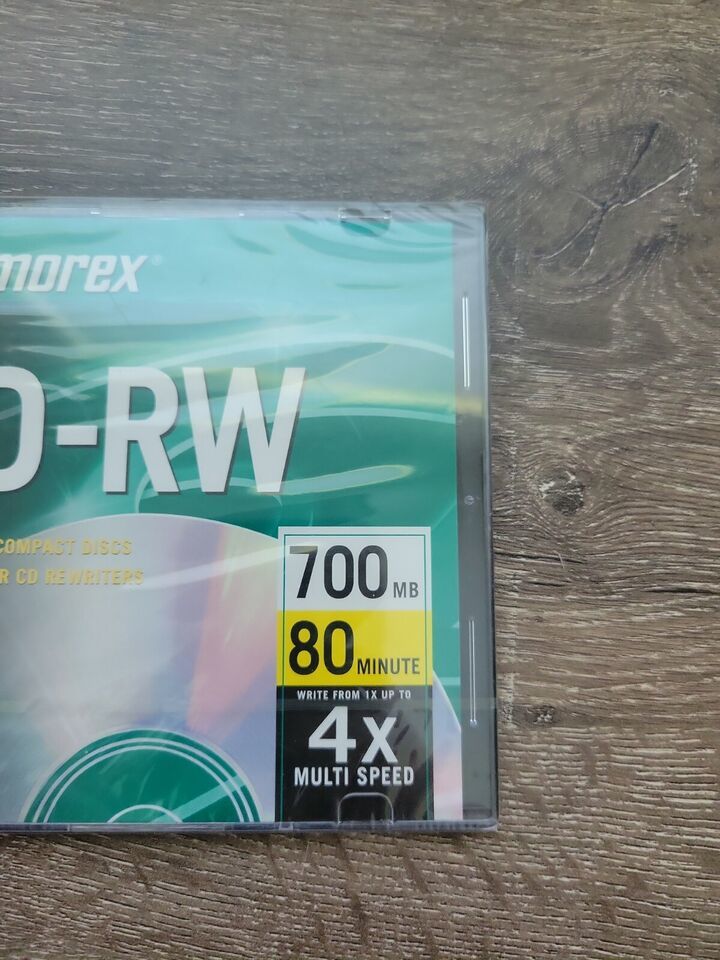 morex®
D-RW
COMPACT DISCS
R CD REWRITERS
700 MB
80 MINUTE
WRITE FROM 1X UP TO
4x
MULTI SPEED